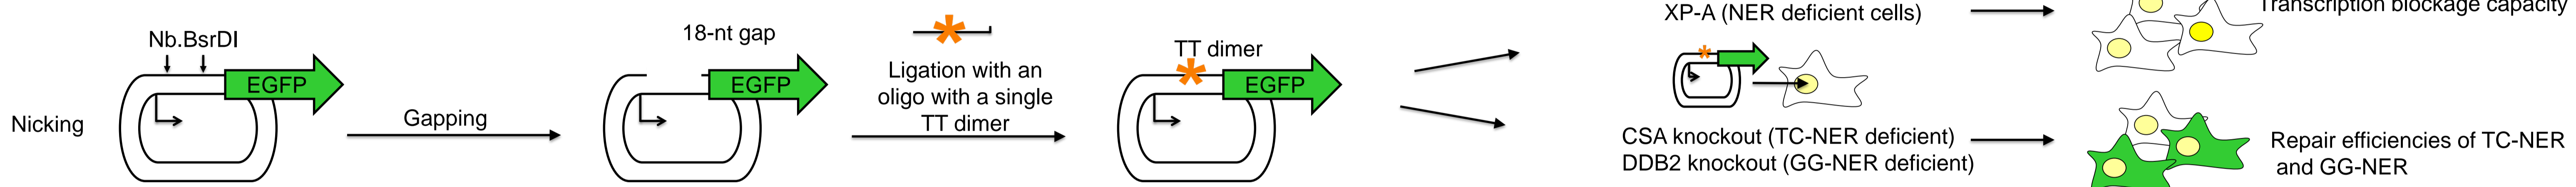 Nicking
Nb.BsrDI
EGFP
Gapping
18-nt gap
EGFP
Ligation with an
oligo with a single
TT dimer
TT dimer
EGFP
XP-A (NER deficient cells)
Transcription blockage capacity
CSA knockout (TC-NER deficient)
DDB2 knockout (GG-NER deficient)
Repair efficiencies of TC-NER
and GG-NER